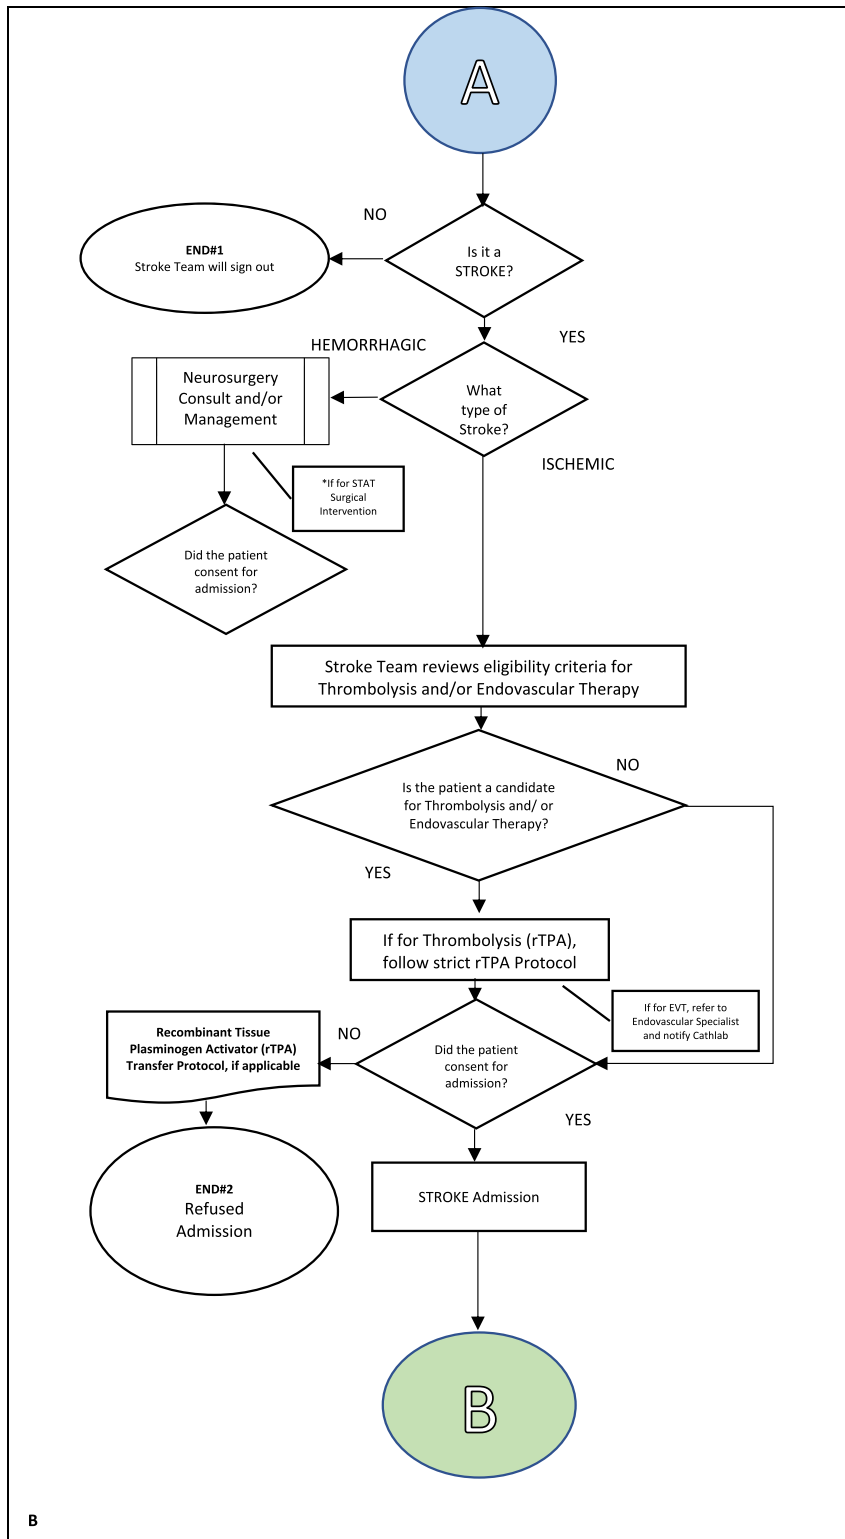 A
NO
END#1
Stroke Team will sign out
Is it a
STROKE?
YES
HEMORRHAGIC
Neurosurgery
Consult and/or
Management
What
type of
Stroke?
ISCHEMIC
*If for STAT
Surgical
Intervention
Did the patient
consent for
admission?
Stroke Team reviews eligibility criteria for
Thrombolysis and/or Endovascular Therapy
NO
Is the patient a candidate
for Thrombolysis and/ or
Endovascular Therapy?
YES
If for Thrombolysis (rTPA),
follow strict rTPA Protocol
If for EVT, refer to
Endovascular Specialist
and notify Cathlab
Recombinant Tissue
Plasminogen Activator (rTPA)
Transfer Protocol, if applicable
NO
Did the patient
consent for
admission?
YES
END#2
Refused
Admission
STROKE Admission
B
B